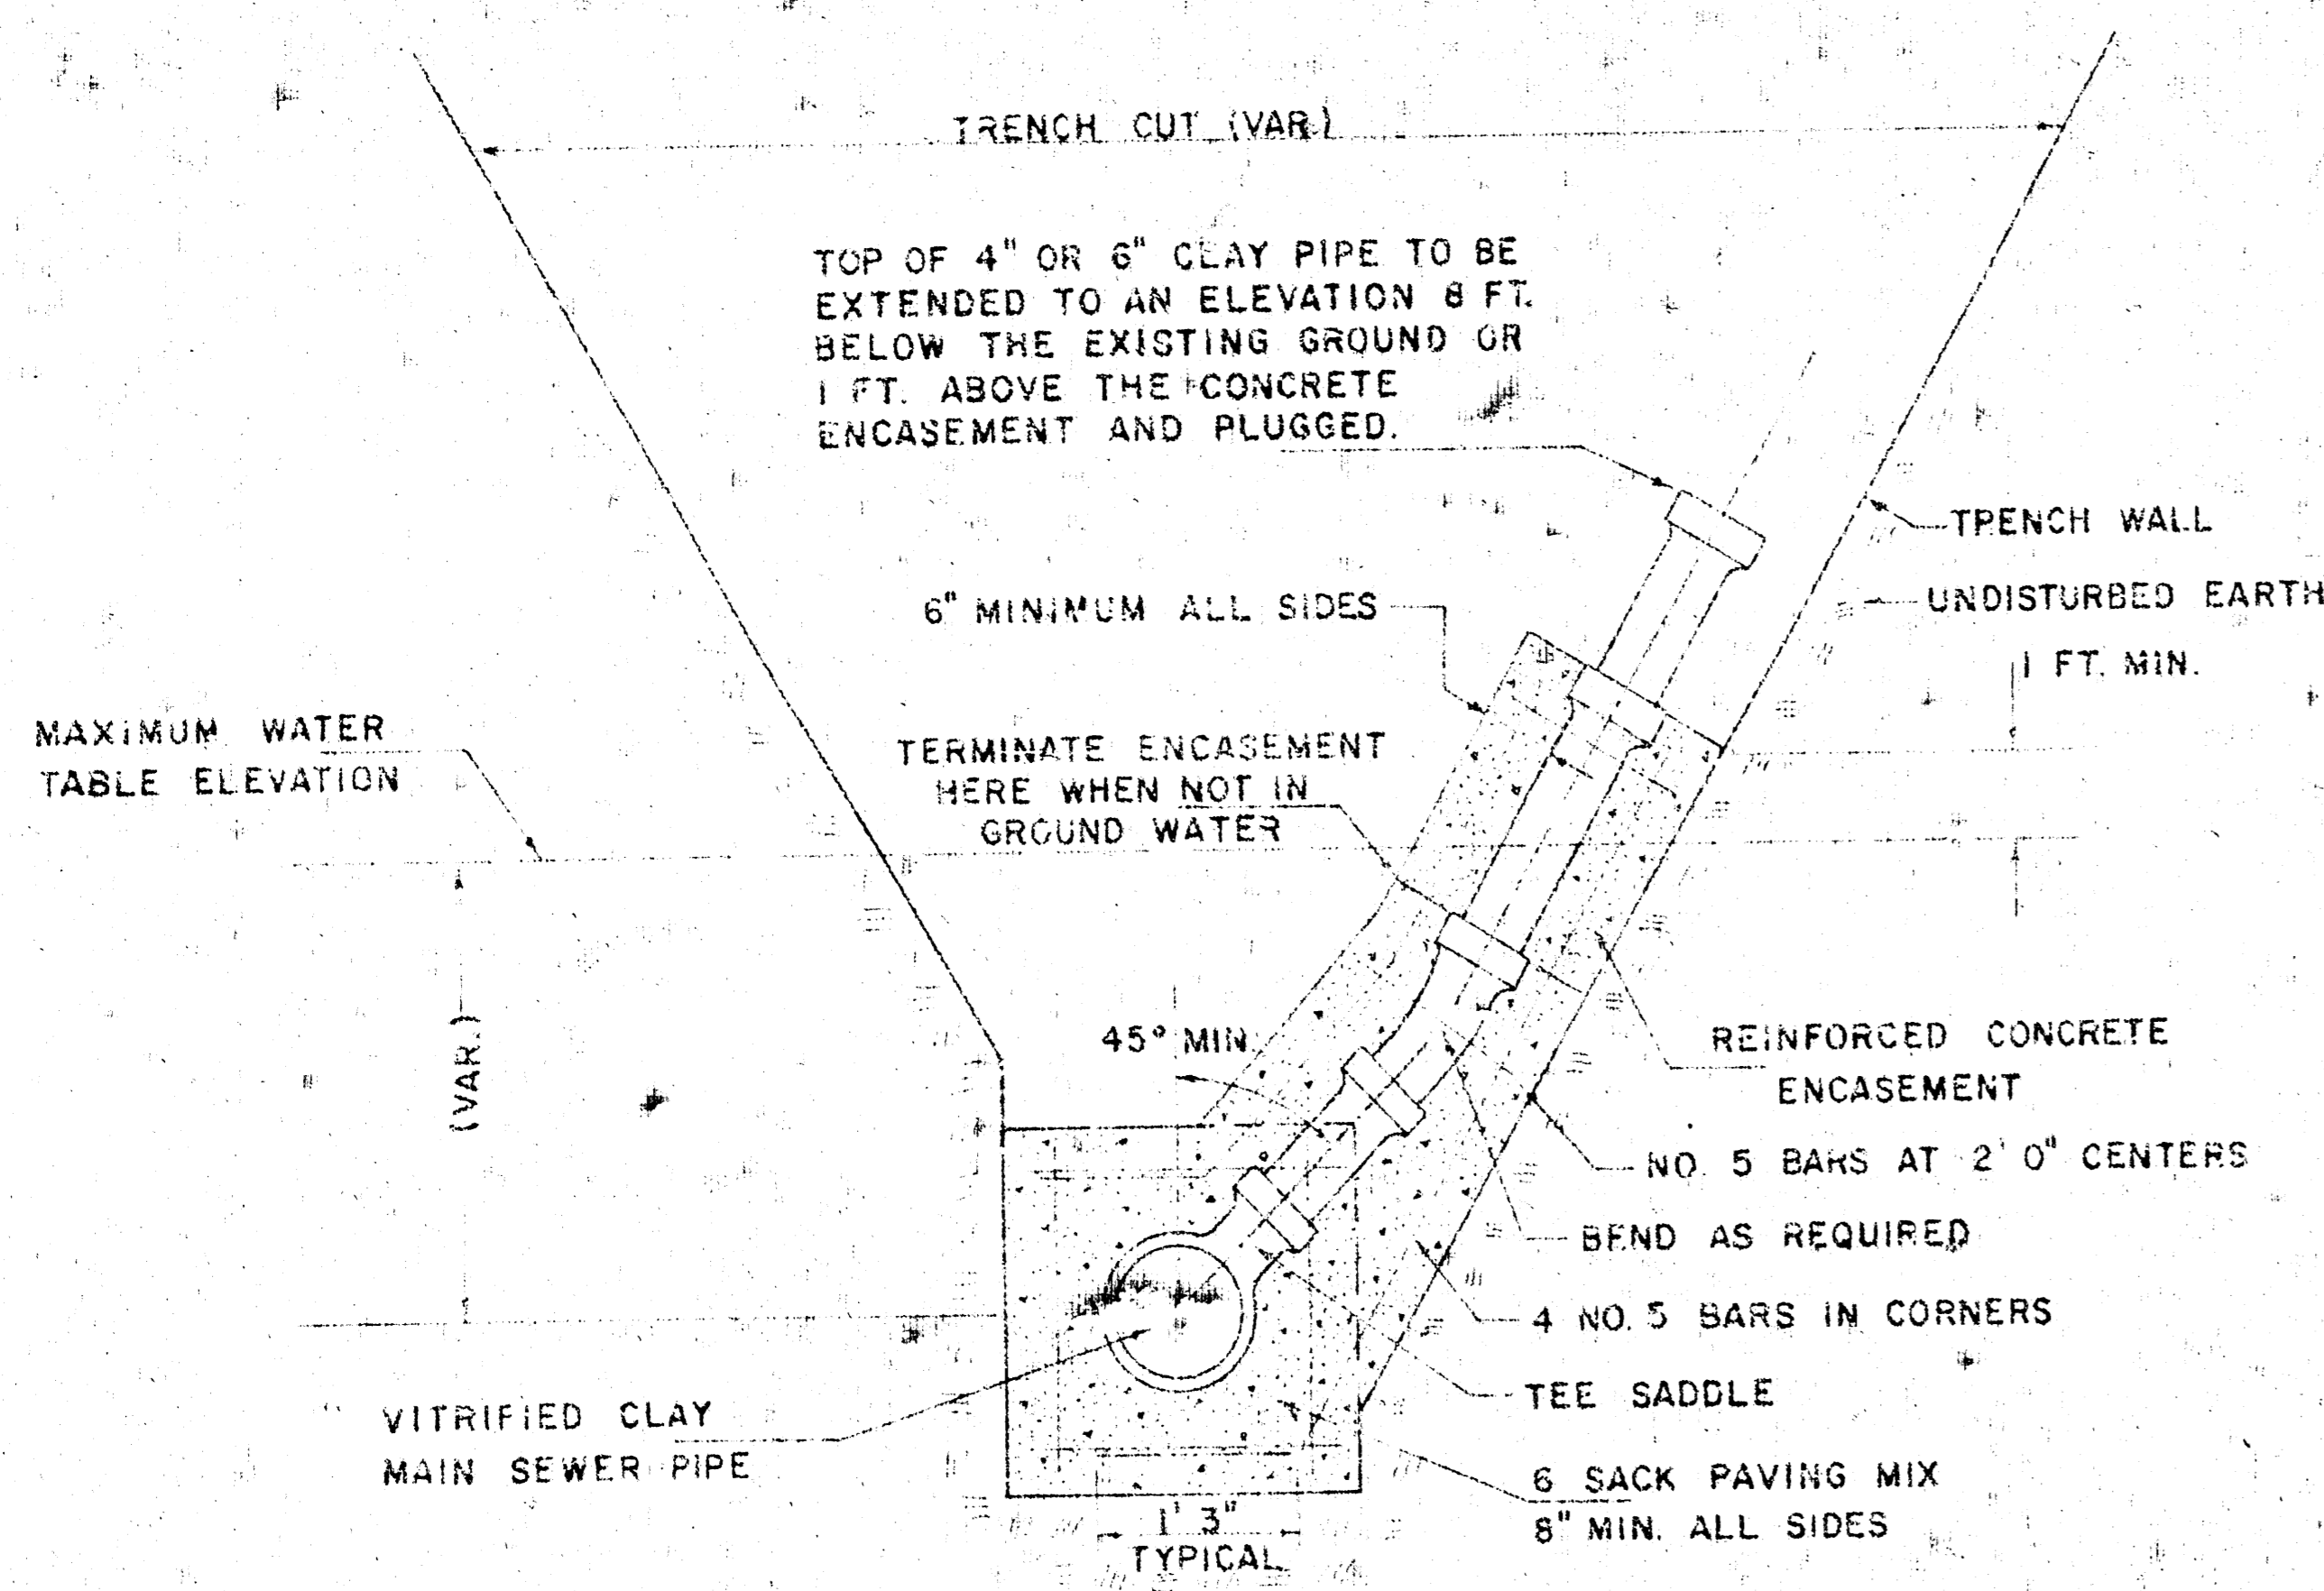 TRENCH CUT (VAR.)
TOP OF 4" OR 6" CLAY PIPE TO BE
EXTENDED TO AN ELEVATION 8 FT.
BELOW THE EXISTING GROUND OR
1 FT. ABOVE THE CONCRETE
ENCASEMENT AND PLUGGED.
TRENCH WALL
6" MINIMUM ALL SIDES
UNDISTURBED EARTH
1 FT. MIN.
MAXIMUM WATER
TABLE ELEVATION
TERMINATE ENCASEMENT
HERE WHEN NOT IN
GROUND WATER
(VAR.)
45° MIN.
REINFORCED CONCRETE
ENCASEMENT
NO. 5 BARS AT 2' 0" CENTERS
BEND AS REQUIRED
4 NO. 5 BARS IN CORNERS
TEE SADDLE
VITRIFIED CLAY
MAIN SEWER PIPE
6 SACK PAVING MIX
8" MIN. ALL SIDES
1' 3"
TYPICAL